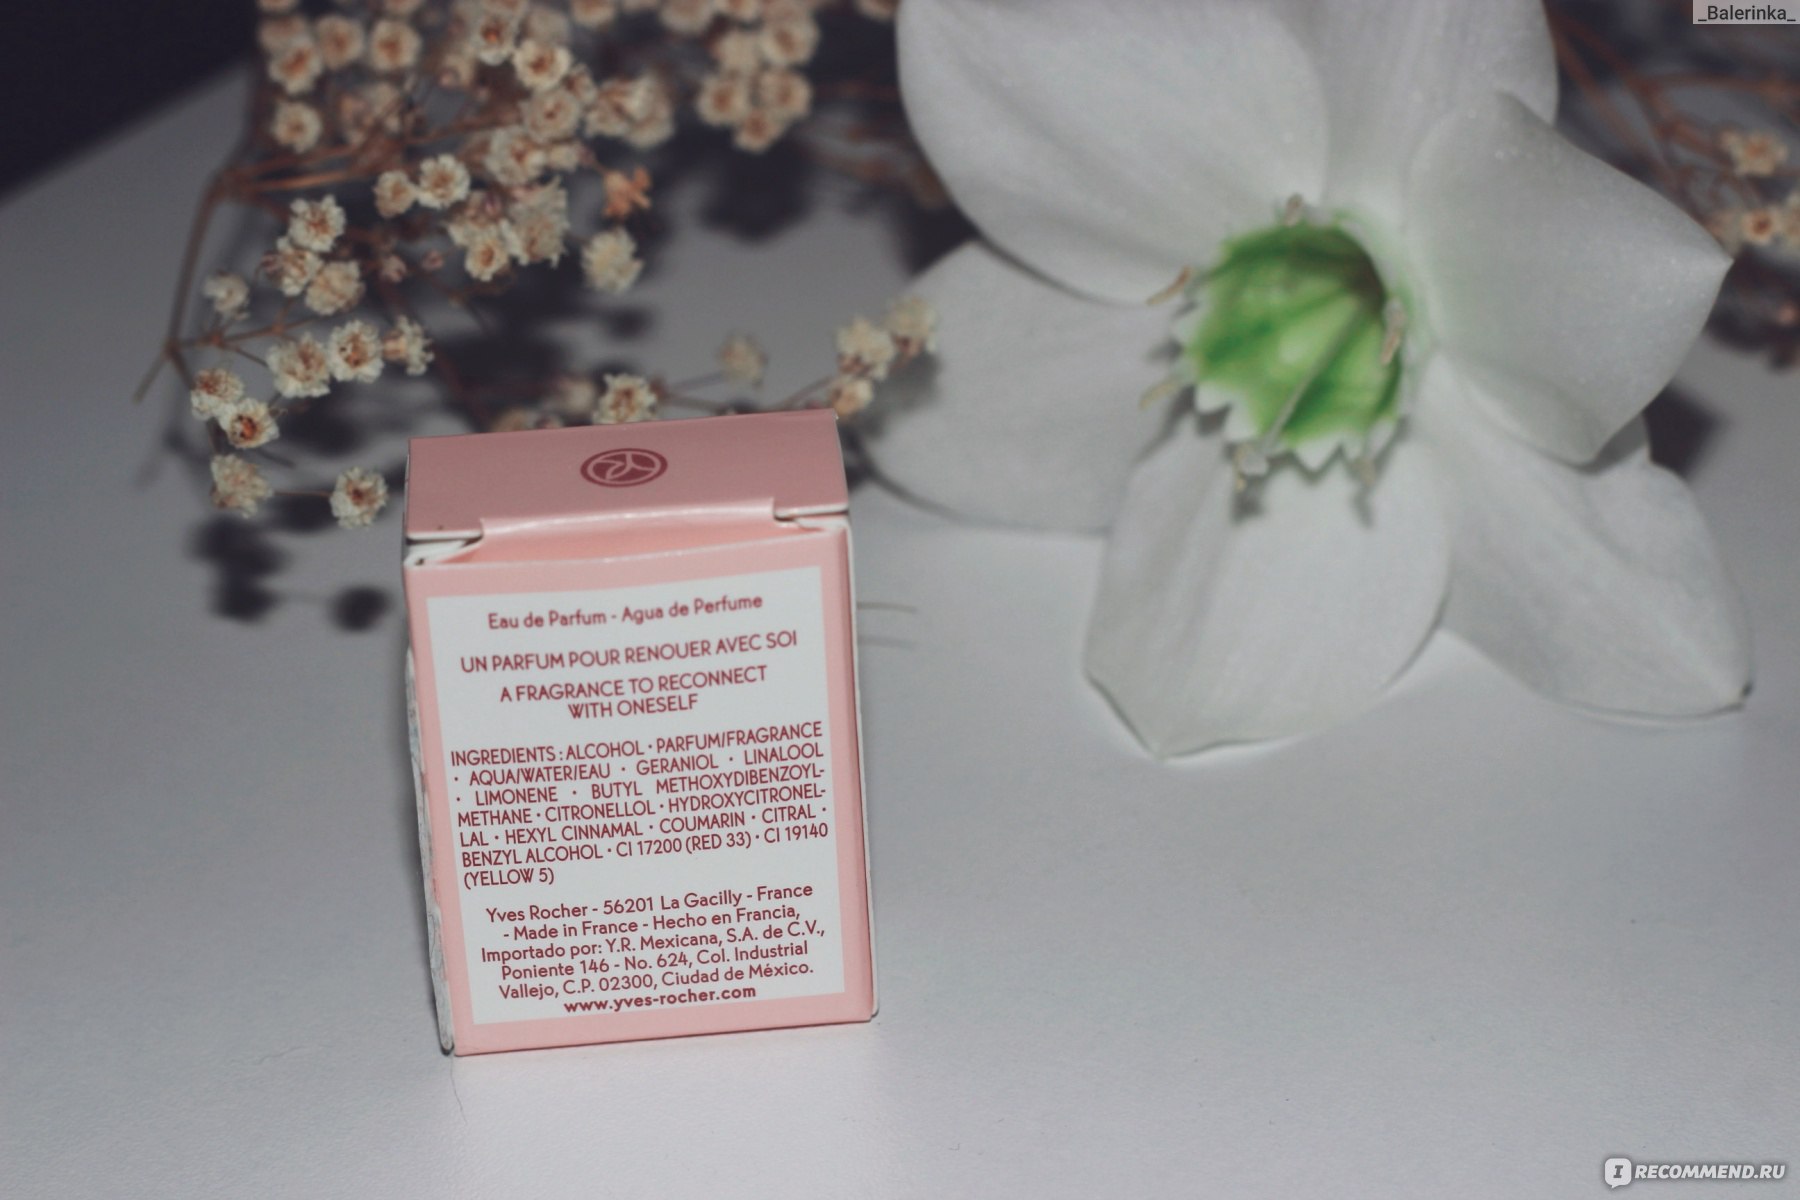 _Balerinka_
Eau de Parfum - Agua de Perfume
UN PARFUM POUR RENOUER AVEC SOI
A FRAGRANCE TO RECONNECT
WITH ONESELF
INGREDIENTS : ALCOHOL · PARFUM/FRAGRANCE
· AQUA/WATER/EAU · GERANIOL · LINALOOL
· LIMONENE · BUTYL METHOXYDIBENZOYL-
METHANE · CITRONELLOL · HYDROXYCITRONEL-
LAL · HEXYL CINNAMAL · COUMARIN · CITRAL ·
BENZYL ALCOHOL · CI 17200 (RED 33) · CI 19140
(YELLOW 5)
Yves Rocher - 56201 La Gacilly - France
- Made in France - Hecho en Francia,
Importado por: Y.R. Mexicana, S.A. de C.V.,
Poniente 146 - No. 624, Col. Industrial
Vallejo, C.P. 02300, Ciudad de México.
www.yves-rocher.com
I RECOMMEND.RU